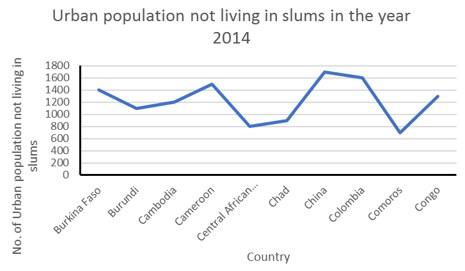 Urban population not living in slums in the year
2014
No. of Urban population not living in
slums
1800
1600
1400
1200
1000
800
600
400
200
0
Burkina Faso
Burundi
Cambodia
Cameroon
Central African...
Chad
China
Colombia
Comoros
Congo
Country